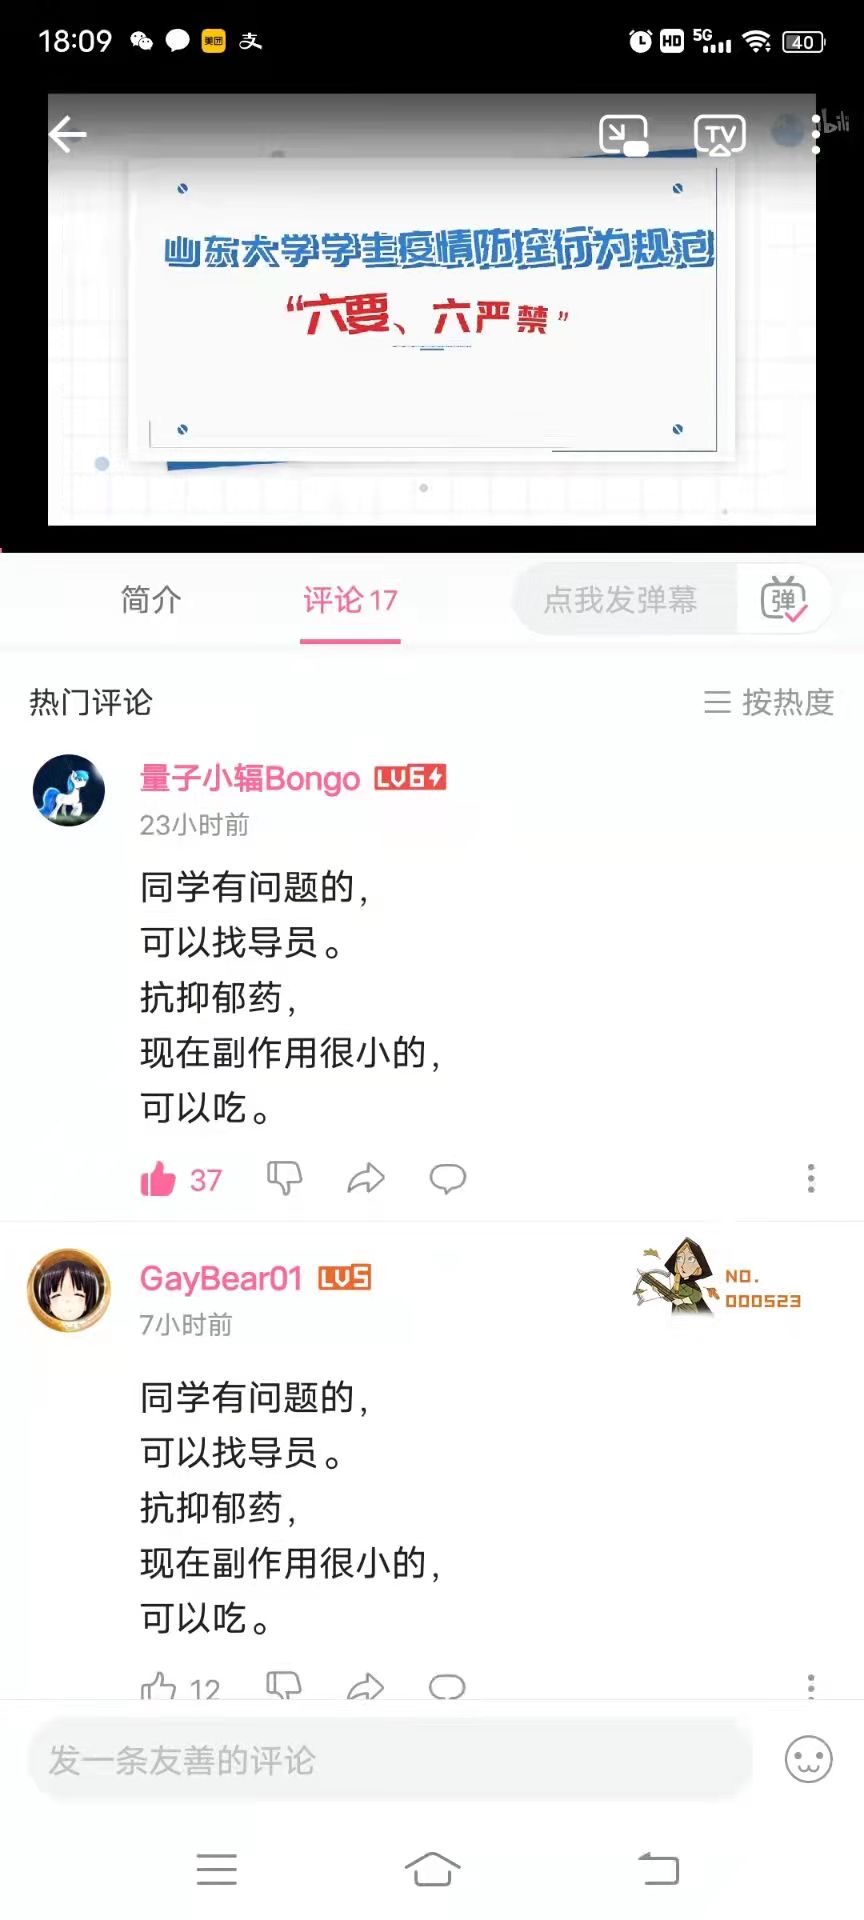 18:09 美团 支 HD 5G 40
TV bili
山东大学学生疫情防控行为规范
“六要、六严禁”
简介 评论17 点我发弹幕 弹
热门评论 按热度
量子小辐Bongo LV6
23小时前
同学有问题的，
可以找导员。
抗抑郁药，
现在副作用很小的，
可以吃。
37
GayBear01 LV5
NO.
000523
7小时前
同学有问题的，
可以找导员。
抗抑郁药，
现在副作用很小的，
可以吃。
12
发一条友善的评论